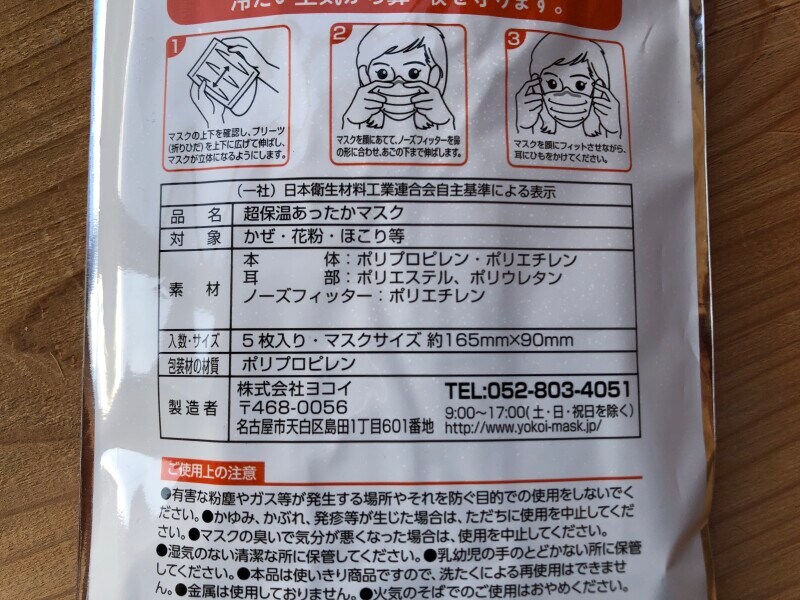 冷たい空気から鼻・喉を守ります。
1
2
3
マスクの上下を確認し、プリーツ
(折りひだ)を上下に広げて伸ばし、
マスクが立体になるようにします。
マスクを顔にあてて、ノーズフィッターを鼻
の形に合わせ、あごの下まで伸ばします。
マスクを顔にフィットさせながら、
耳にひもをかけてください。
(一社)日本衛生材料工業連合会自主基準による表示
品名 超保温あったかマスク
対象 かぜ・花粉・ほこり等
素材 本体:ポリプロピレン・ポリエチレン
耳部:ポリエステル、ポリウレタン
ノーズフィッター:ポリエチレン
入数・サイズ 5枚入り・マスクサイズ 約165mm×90mm
包装材の材質 ポリプロピレン
製造者 株式会社ヨコイ TEL:052-803-4051
〒468-0056 9:00〜17:00(土・日・祝日を除く)
名古屋市天白区島田1丁目601番地 http://www.yokoi-mask.jp/
ご使用上の注意
●有害な粉塵やガス等が発生する場所やそれを防ぐ目的での使用をしないでく
ださい。●かゆみ、かぶれ、発疹等が生じた場合は、ただちに使用を中止してくだ
さい。●マスクの臭いで気分が悪くなった場合は、使用を中止してください。
●湿気のない清潔な所に保管してください。●乳幼児の手のとどかない所に保管
してください。●本品は使いきり商品ですので、洗たくによる再使用はできませ
ん。●金属は使用しておりません。●火気のそばでのご使用はおやめください。